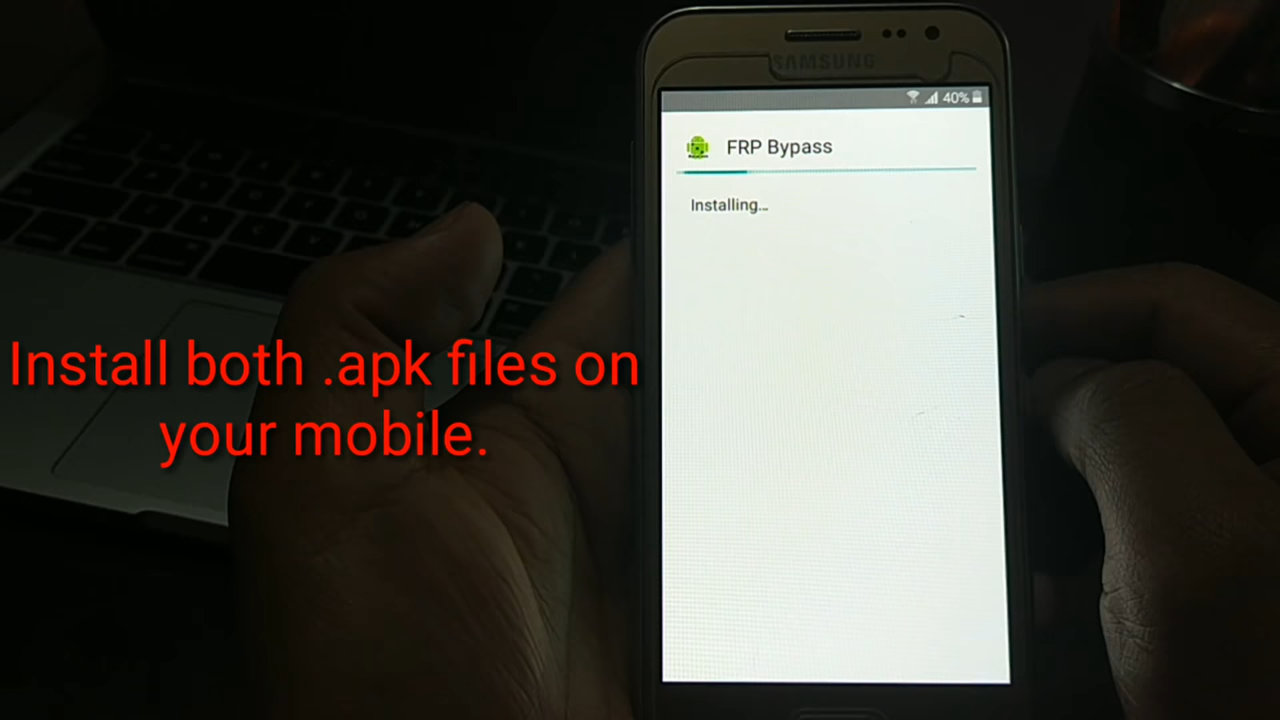 SAMSUNG
40%
FRP Bypass
Installing...
Install both .apk files on
your mobile.